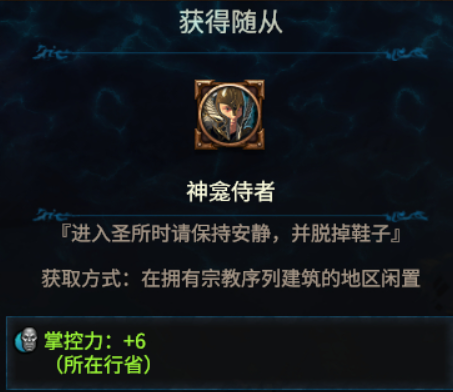 获得随从
神龛侍者
『进入圣所时请保持安静，并脱掉鞋子』
获取方式：在拥有宗教序列建筑的地区闲置
掌控力：+6
（所在行省）